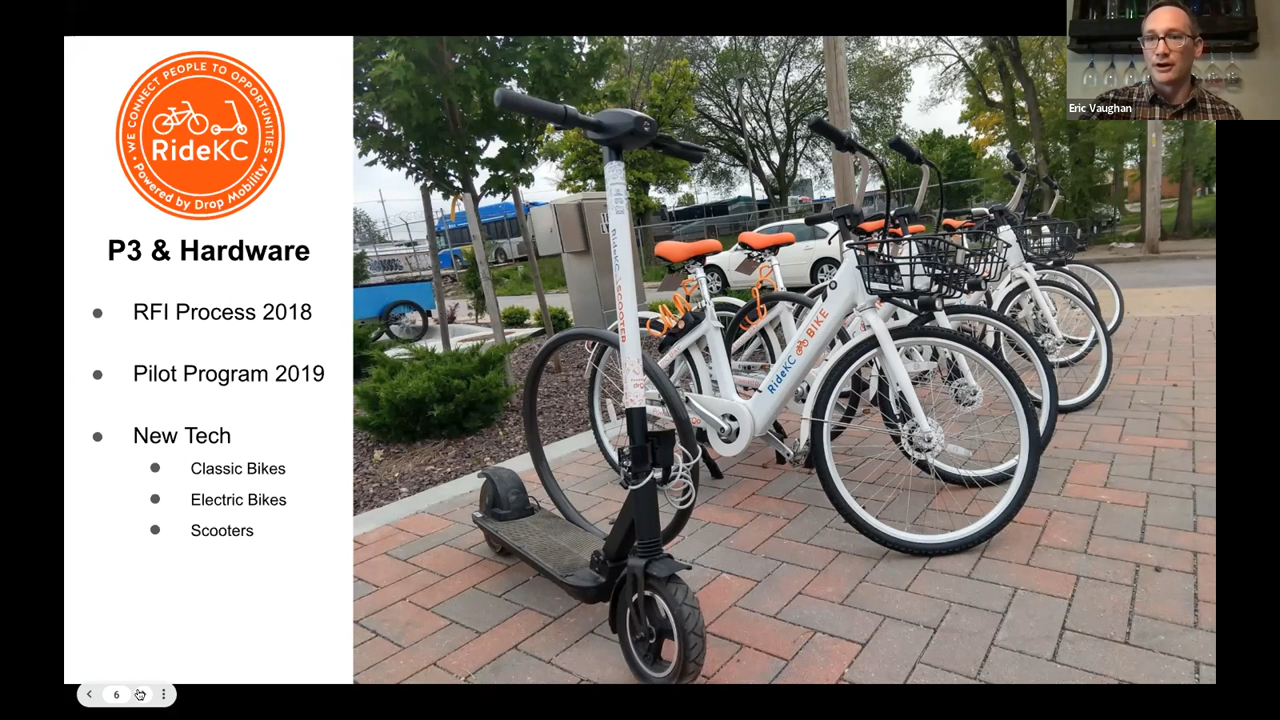 WE CONNECT PEOPLE TO OPPORTUNITIES
RideKC
Powered by Drop Mobility
P3 & Hardware
RFI Process 2018
Pilot Program 2019
New Tech
Classic Bikes
Electric Bikes
Scooters
RideKC SCOOTER
RideKC BIKE
Eric Vaughan
6